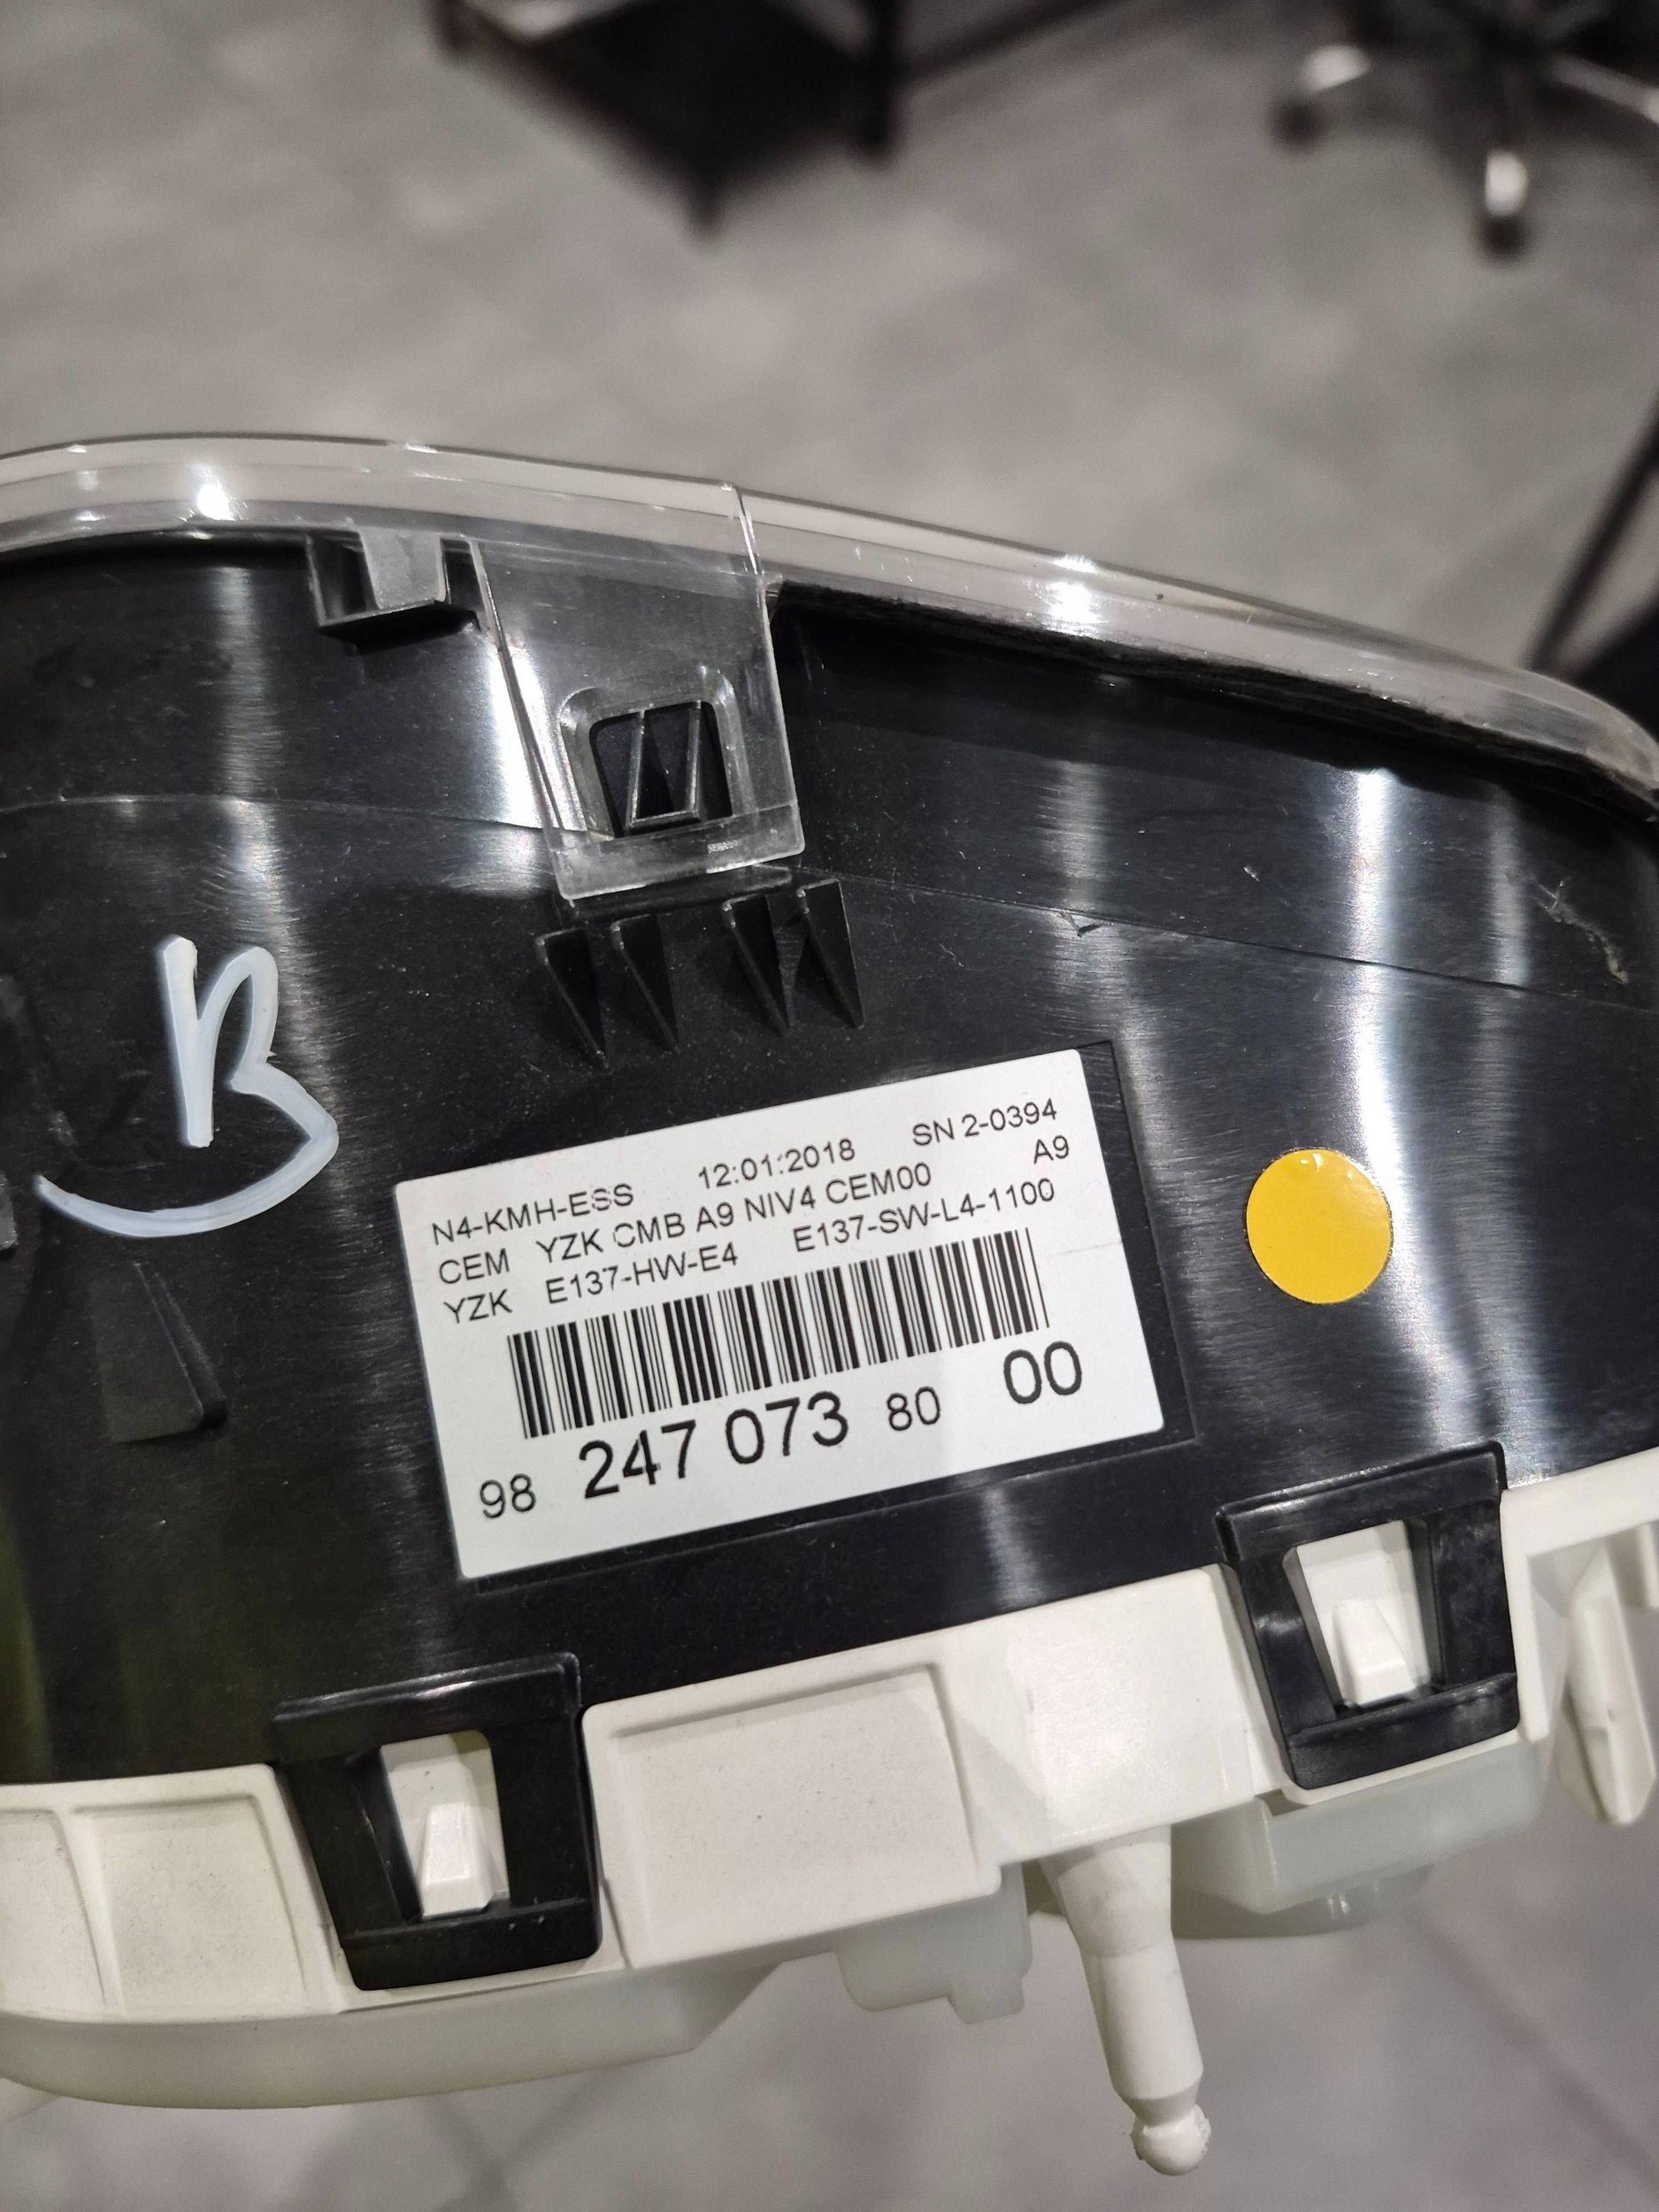 B
N4-KMH-ESS 12:01:2018 SN 2-0394
CEM YZK CMB A9 NIV4 CEM00 A9
YZK E137-HW-E4 E137-SW-L4-1100
98 247 073 80 00